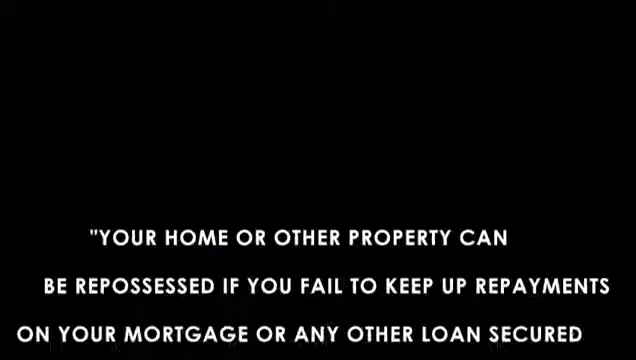 "YOUR HOME OR OTHER PROPERTY CAN
BE REPOSSESSED IF YOU FAIL TO KEEP UP REPAYMENTS
ON YOUR MORTGAGE OR ANY OTHER LOAN SECURED